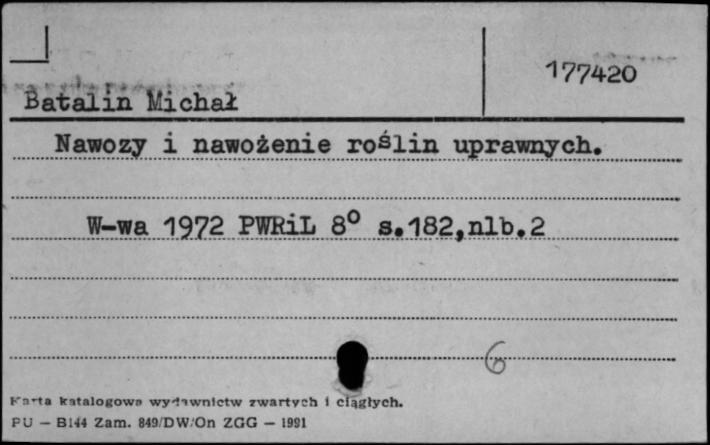 177420
Batalin Michał
Nawozy i nawożenie roślin uprawnych.
W-wa 1972 PWRiL 8° s.182,nlb.2
6
Karta katalogowa wydawnictw zwartych i ciągłych.
PU — B144 Zam. 849/DW/On ZGG — 1991